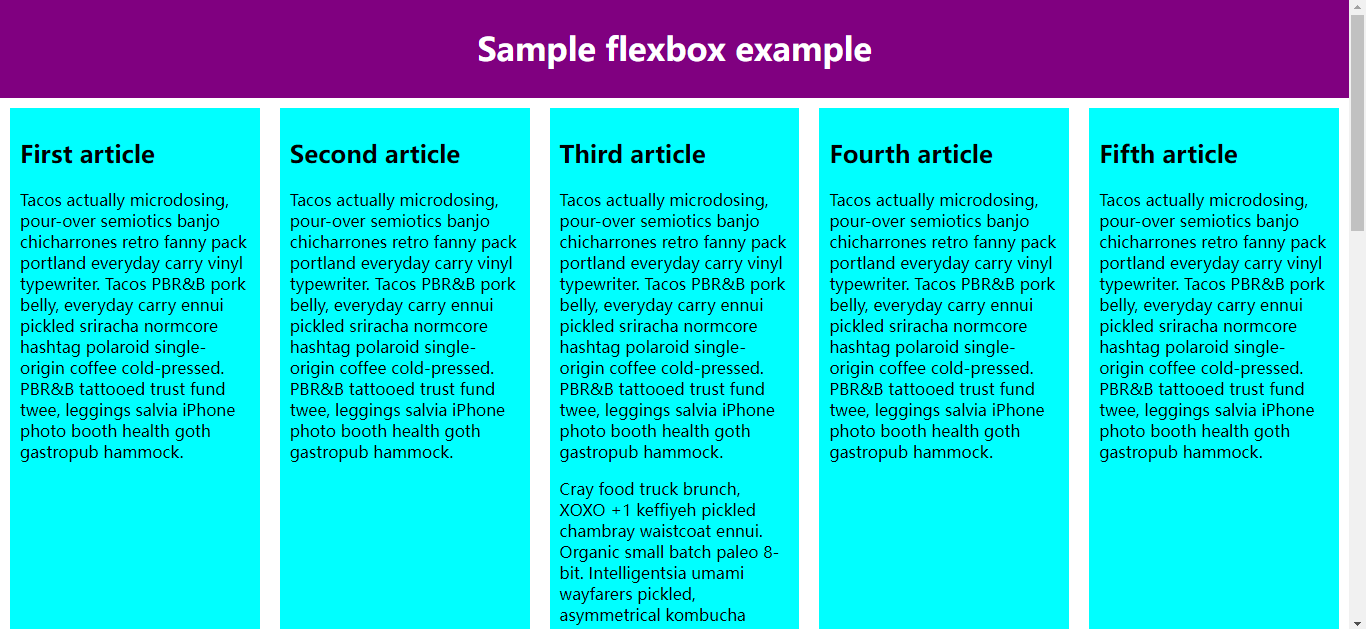 Sample flexbox example
First article
Tacos actually microdosing,
pour-over semiotics banjo
chicharrones retro fanny pack
portland everyday carry vinyl
typewriter. Tacos PBR&B pork
belly, everyday carry ennui
pickled sriracha normcore
hashtag polaroid single-
origin coffee cold-pressed.
PBR&B tattooed trust fund
twee, leggings salvia iPhone
photo booth health goth
gastropub hammock.
Second article
Tacos actually microdosing,
pour-over semiotics banjo
chicharrones retro fanny pack
portland everyday carry vinyl
typewriter. Tacos PBR&B pork
belly, everyday carry ennui
pickled sriracha normcore
hashtag polaroid single-
origin coffee cold-pressed.
PBR&B tattooed trust fund
twee, leggings salvia iPhone
photo booth health goth
gastropub hammock.
Third article
Tacos actually microdosing,
pour-over semiotics banjo
chicharrones retro fanny pack
portland everyday carry vinyl
typewriter. Tacos PBR&B pork
belly, everyday carry ennui
pickled sriracha normcore
hashtag polaroid single-
origin coffee cold-pressed.
PBR&B tattooed trust fund
twee, leggings salvia iPhone
photo booth health goth
gastropub hammock.
Cray food truck brunch,
XOXO +1 keffiyeh pickled
chambray waistcoat ennui.
Organic small batch paleo 8-
bit. Intelligentsia umami
wayfarers pickled,
asymmetrical kombucha
Fourth article
Tacos actually microdosing,
pour-over semiotics banjo
chicharrones retro fanny pack
portland everyday carry vinyl
typewriter. Tacos PBR&B pork
belly, everyday carry ennui
pickled sriracha normcore
hashtag polaroid single-
origin coffee cold-pressed.
PBR&B tattooed trust fund
twee, leggings salvia iPhone
photo booth health goth
gastropub hammock.
Fifth article
Tacos actually microdosing,
pour-over semiotics banjo
chicharrones retro fanny pack
portland everyday carry vinyl
typewriter. Tacos PBR&B pork
belly, everyday carry ennui
pickled sriracha normcore
hashtag polaroid single-
origin coffee cold-pressed.
PBR&B tattooed trust fund
twee, leggings salvia iPhone
photo booth health goth
gastropub hammock.